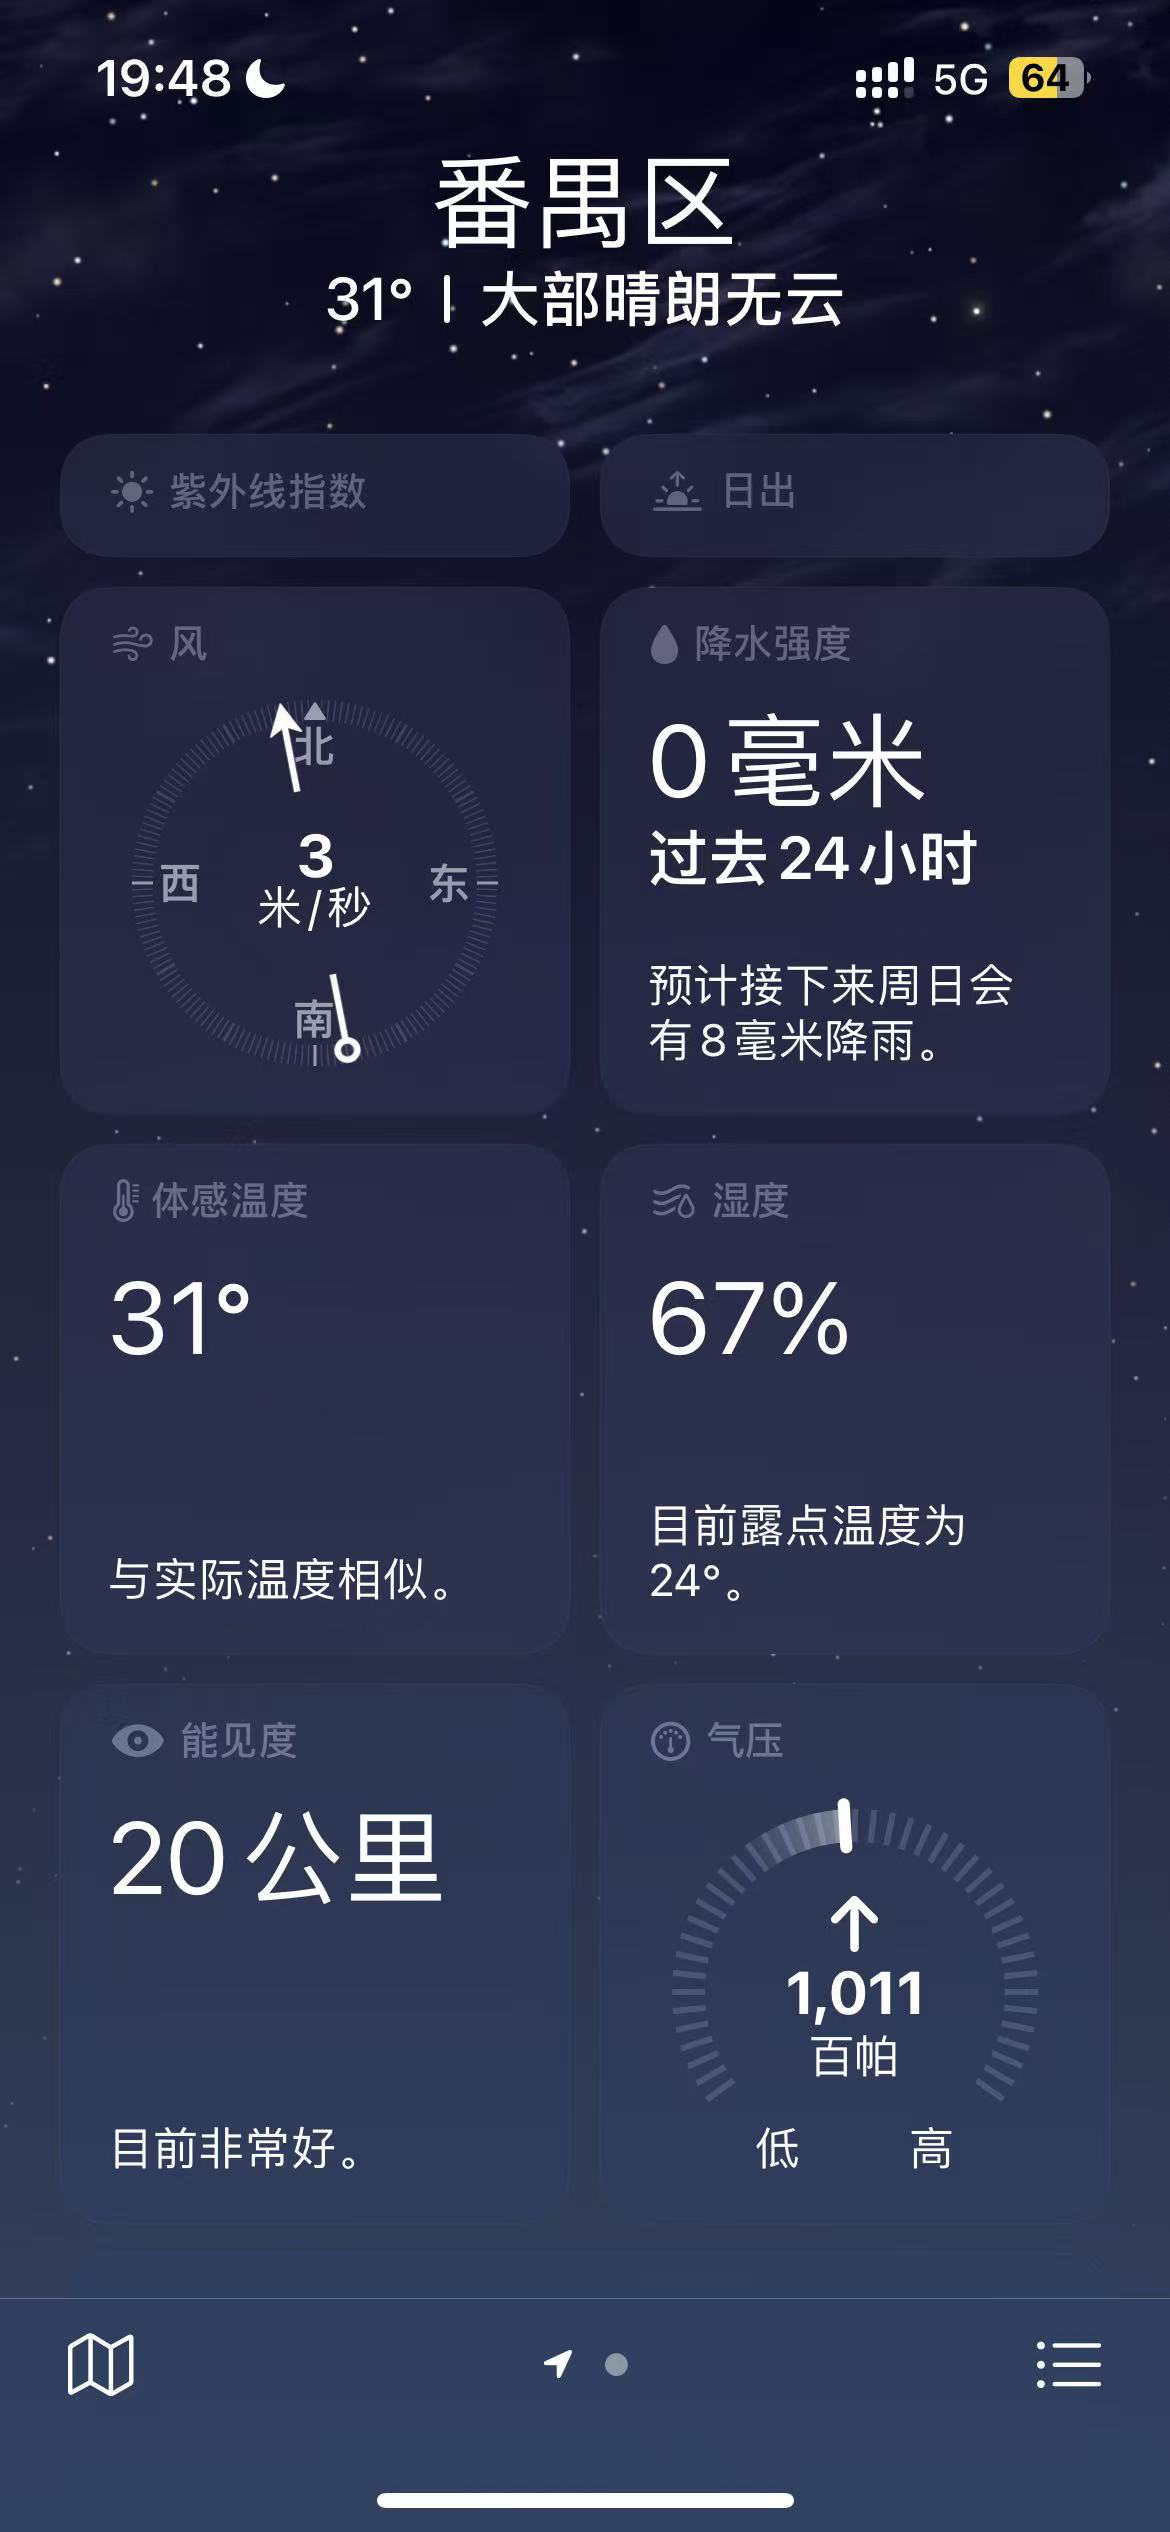 19:48
5G
64
番禺区
31° | 大部晴朗无云
紫外线指数
日出
风
北
西
3
米/秒
东
南
降水强度
0毫米
过去24小时
预计接下来周日会
有8毫米降雨。
体感温度
31°
与实际温度相似。
湿度
67%
目前露点温度为
24°。
能见度
20公里
目前非常好。
气压
1,011
百帕
低
高